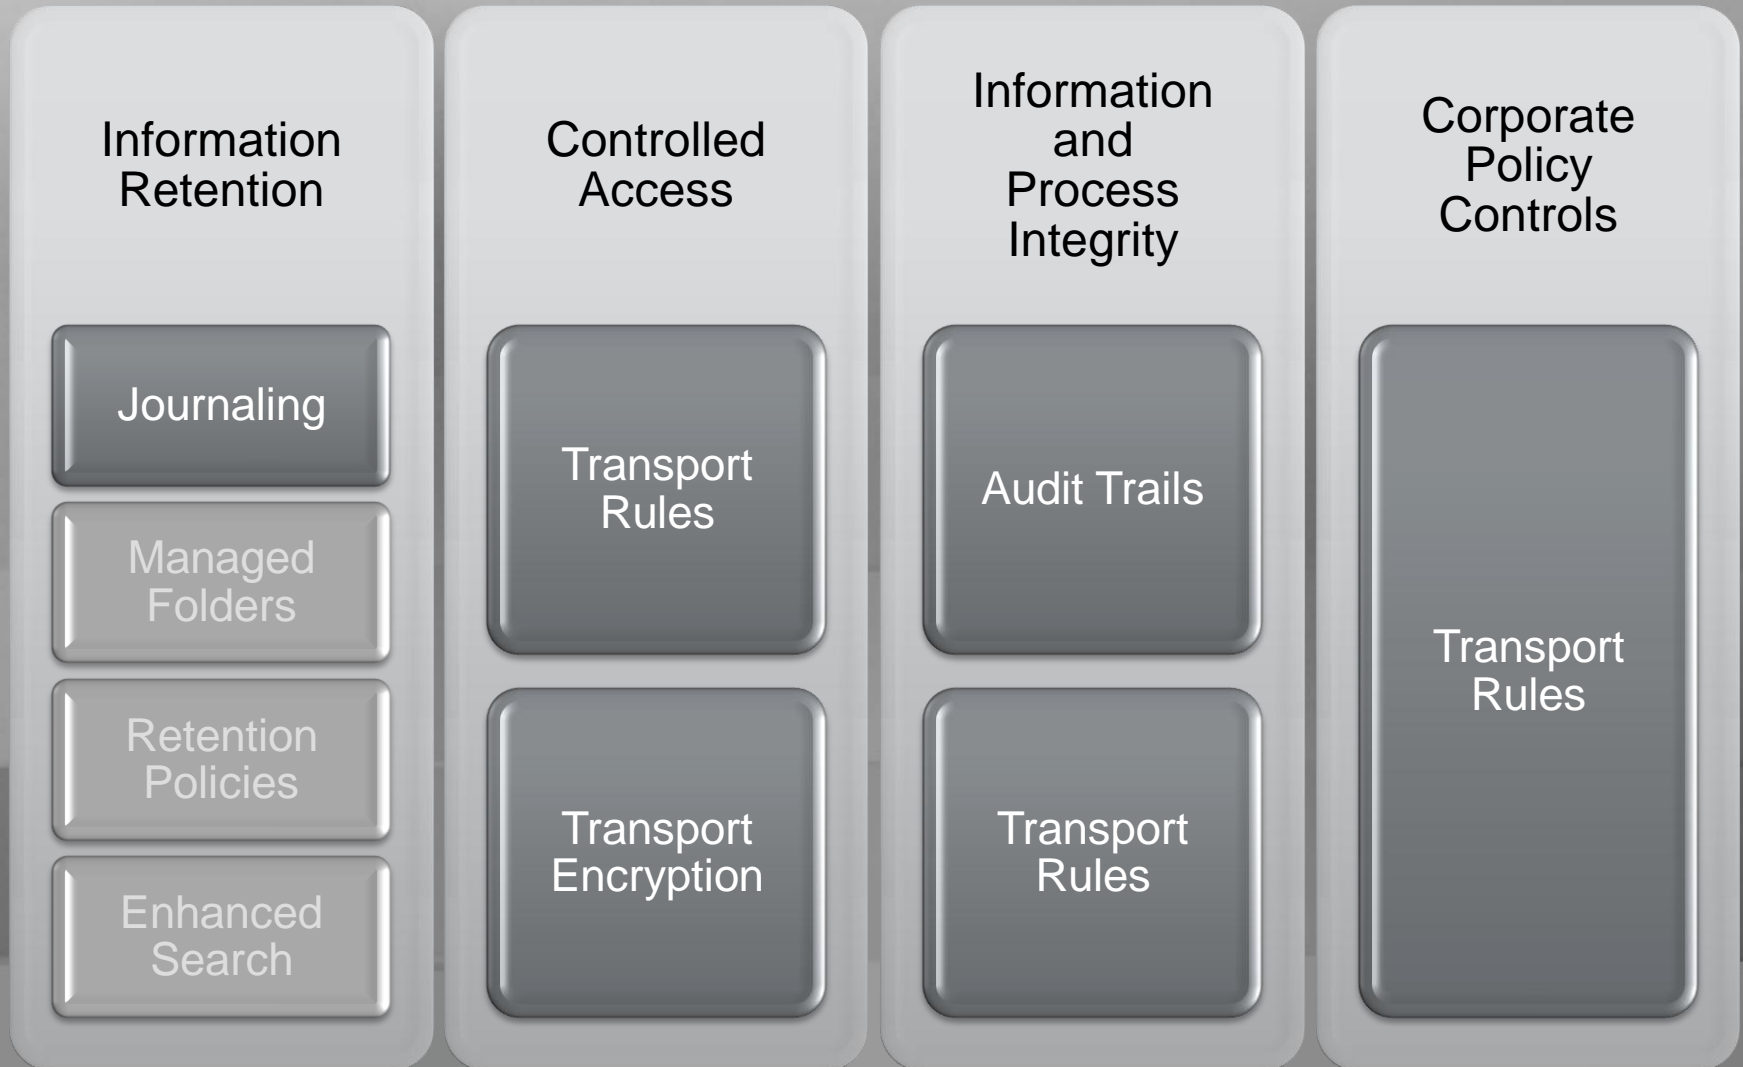 Information
Retention
Journaling
Managed
Folders
Retention
Policies
Enhanced
Search
Controlled
Access
Transport
Rules
Transport
Encryption
Information
and
Process
Integrity
Audit Trails
Transport
Rules
Corporate
Policy
Controls
Transport
Rules